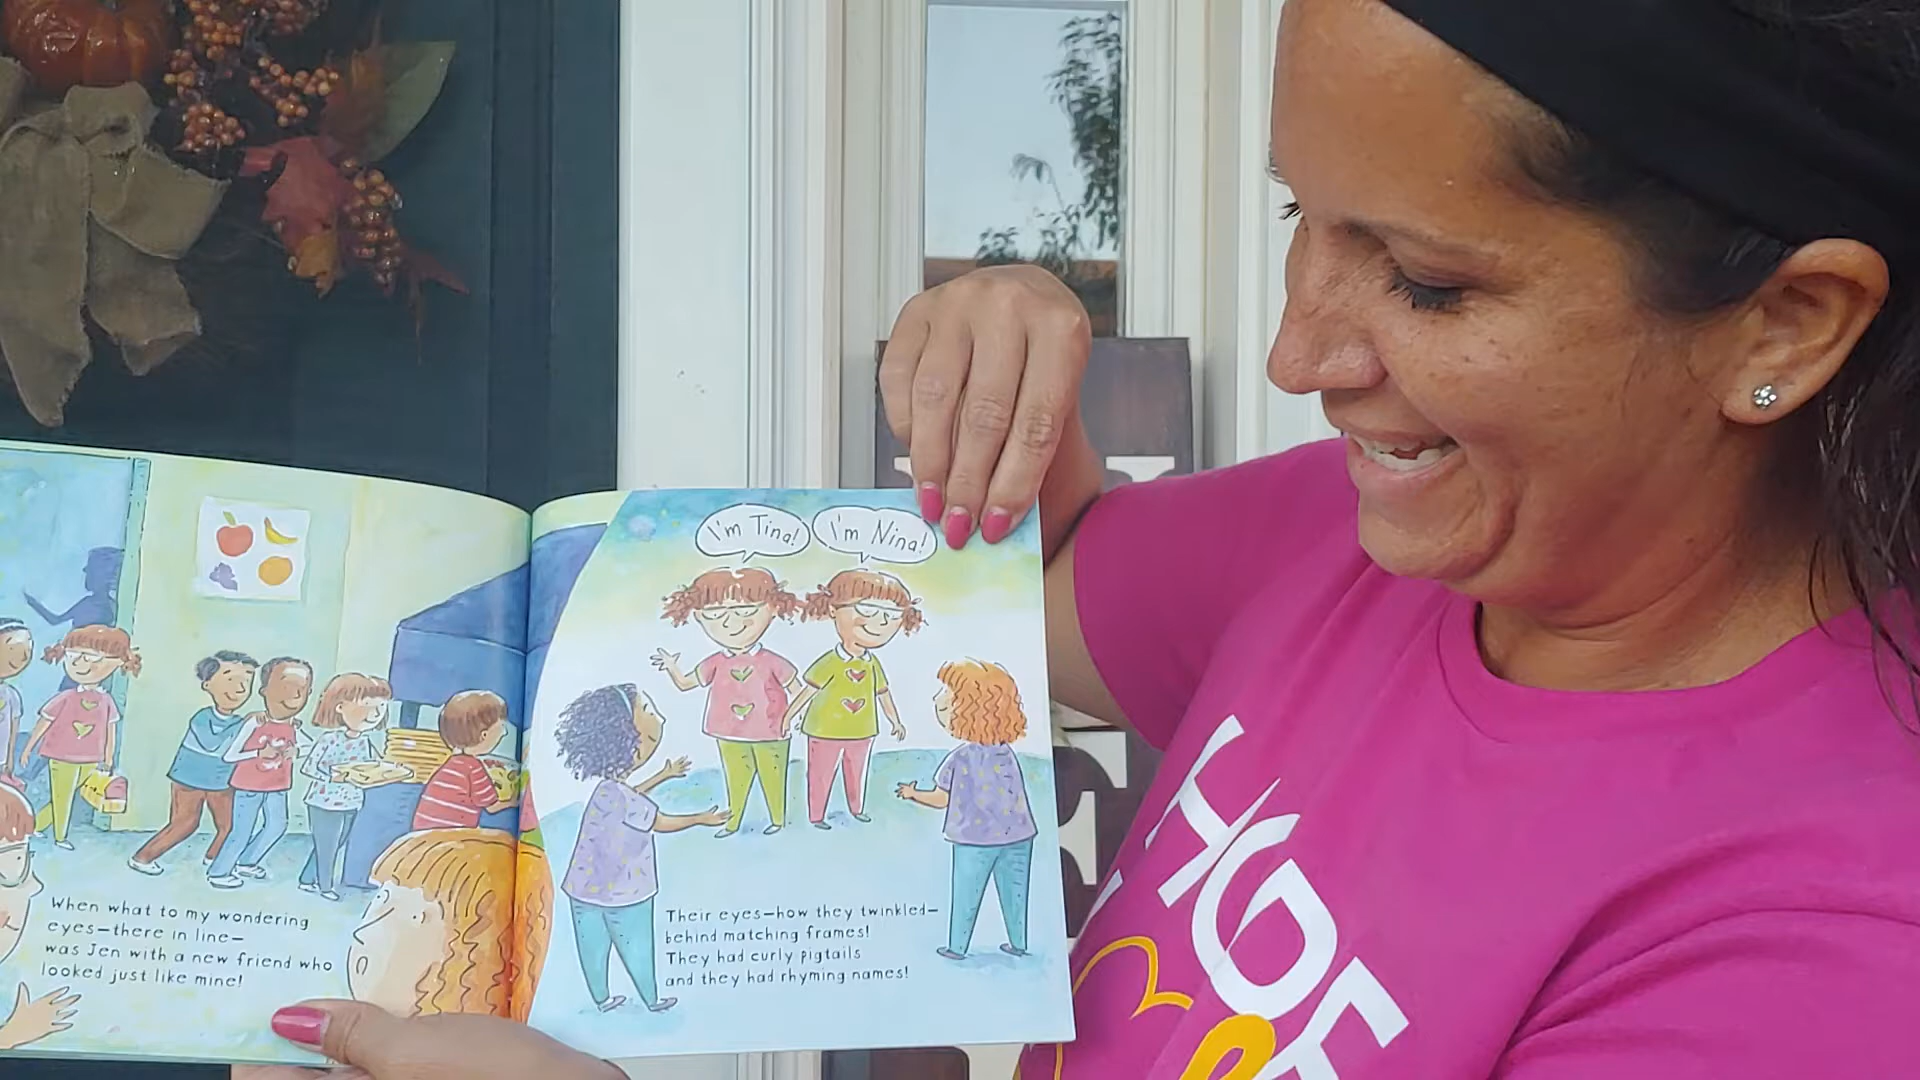 I'm Tina!
I'm Nina!
When what to my wondering
eyes—there in line—
was Jen with a new friend who
looked just like mine!
Their eyes—how they twinkled—
behind matching frames!
They had curly pigtails
and they had rhyming names!
HOPE